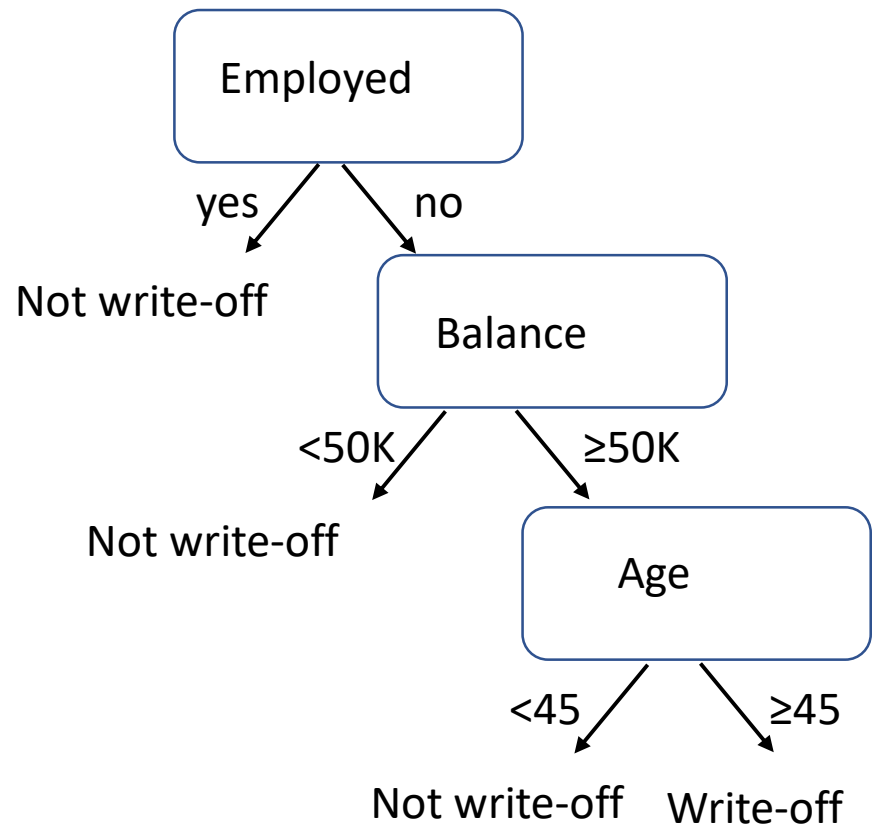 Employed
yes
no
Not write-off
Balance
<50K
≥50K
Not write-off
Age
<45
≥45
Not write-off
Write-off